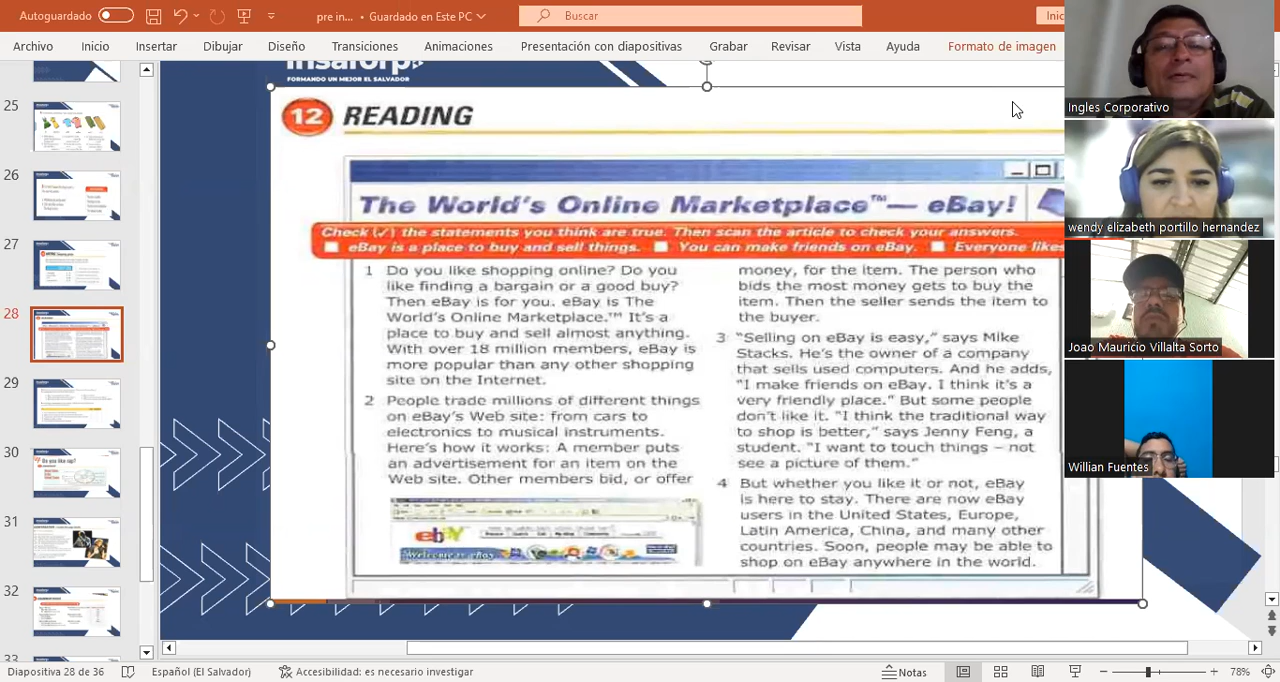 Autoguardado
pre in... • Guardado en Este PC
Buscar
Inic
Archivo
Inicio
Insertar
Dibujar
Diseño
Transiciones
Animaciones
Presentación con diapositivas
Grabar
Revisar
Vista
Ayuda
Formato de imagen
25
26
27
28
29
30
31
32
33
insaforp
FORMANDO UN MEJOR EL SALVADOR
12 READING
The World's Online Marketplace™— eBay!
Check (✓) the statements you think are true. Then scan the article to check your answers.
eBay is a place to buy and sell things.
You can make friends on eBay.
Everyone likes
1 Do you like shopping online? Do you
like finding a bargain or a good buy?
Then eBay is for you. eBay is The
World's Online Marketplace.™ It's a
place to buy and sell almost anything.
With over 18 million members, eBay is
more popular than any other shopping
site on the Internet.
2 People trade millions of different things
on eBay's Website: from cars to
electronics to musical instruments.
Here's how it works: A member puts
an advertisement for an item on the
Web site. Other members bid, or offer
ebY
Welcome to eBay
money, for the item. The person who
bids the most money gets to buy the
item. Then the seller sends the item to
the buyer.
3 "Selling on eBay is easy," says Mike
Stacks. He's the owner of a company
that sells used computers. And he adds,
"I make friends on eBay. I think it's a
very friendly place." But some people
don't like it. "I think the traditional way
to shop is better," says Jenny Feng, a
student. "I want to touch things – not
see a picture of them."
4 But whether you like it or not, eBay
is here to stay. There are now eBay
users in the United States, Europe,
Latin America, China, and many other
countries. Soon, people may be able to
shop on eBay anywhere in the world.
Ingles Corporativo
wendy elizabeth portillo hernandez
Joao Mauricio Villalta Sorto
Willian Fuentes
Diapositiva 28 de 36
Español (El Salvador)
Accesibilidad: es necesario investigar
Notas
78%